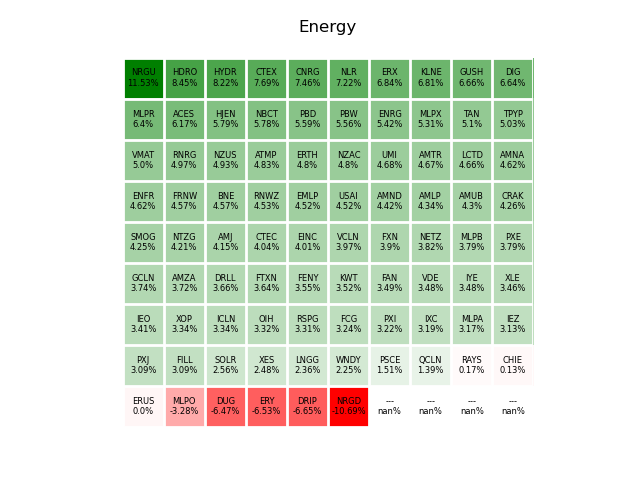 Energy
NRGU HDRO HYDR CTEX CNRG NLR ERX KLNE GUSH DIG
11.53% 8.45% 8.22% 7.69% 7.46% 7.22% 6.84% 6.81% 6.66% 6.64%
MLPR ACES HJEN NBCT PBD PBW ENRG MLPX TAN TPYP
6.4% 6.17% 5.79% 5.78% 5.59% 5.56% 5.42% 5.31% 5.1% 5.03%
VMAT RNRG NZUS ATMP ERTH NZAC UMI AMTR LCTD AMNA
5.0% 4.97% 4.93% 4.83% 4.8% 4.8% 4.68% 4.67% 4.66% 4.62%
ENFR FRNW BNE RNWZ EMLP USAI AMND AMLP AMUB CRAK
4.62% 4.57% 4.57% 4.53% 4.52% 4.52% 4.42% 4.34% 4.3% 4.26%
SMOG NTZG AMJ CTEC EINC VCLN FXN NETZ MLPB PXE
4.25% 4.21% 4.15% 4.04% 4.01% 3.97% 3.9% 3.82% 3.79% 3.79%
GCLN AMZA DRLL FTXN FENY KWT FAN VDE IYE XLE
3.74% 3.72% 3.66% 3.64% 3.55% 3.52% 3.49% 3.48% 3.48% 3.46%
IEO XOP ICLN OIH RSPG FCG PXI IXC MLPA IEZ
3.41% 3.34% 3.34% 3.32% 3.31% 3.24% 3.22% 3.19% 3.17% 3.13%
PXJ FILL SOLR XES LNGG WNDY PSCE QCLN RAYS CHIE
3.09% 3.09% 2.56% 2.48% 2.36% 2.25% 1.51% 1.39% 0.17% 0.13%
ERUS MLPO DUG ERY DRIP NRGD --- --- --- ---
0.0% -3.28% -6.47% -6.53% -6.65% -10.69% nan% nan% nan% nan%